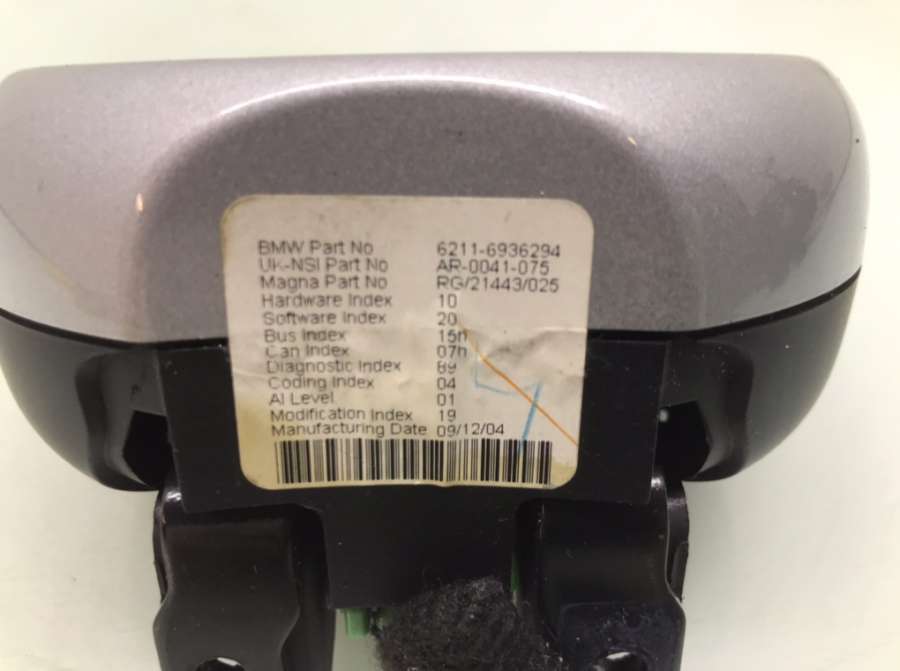 BMW Part No 6211-6936294
UK-NSI Part No AR-0041-075
Magna Part No RG/21443/025
Hardware Index 10
Software Index 20
Bus Index 15h
Can Index 07h
Diagnostic Index 89
Coding Index 04
AI Level 01
Modification Index 19
Manufacturing Date 09/12/04
4